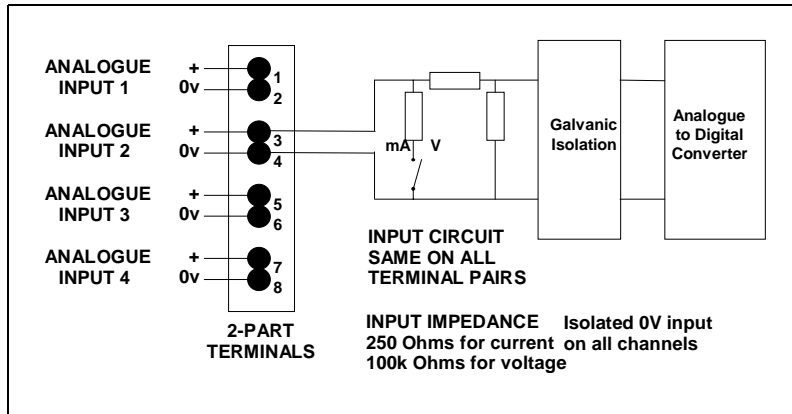 ANALOGUE
INPUT 1
+
0v
1
2
ANALOGUE
INPUT 2
+
0v
3
4
ANALOGUE
INPUT 3
+
0v
5
6
ANALOGUE
INPUT 4
+
0v
7
8
2-PART
TERMINALS
mA V
Galvanic
Isolation
Analogue
to Digital
Converter
INPUT CIRCUIT
SAME ON ALL
TERMINAL PAIRS
INPUT IMPEDANCE
250 Ohms for current
100k Ohms for voltage
Isolated 0V input
on all channels